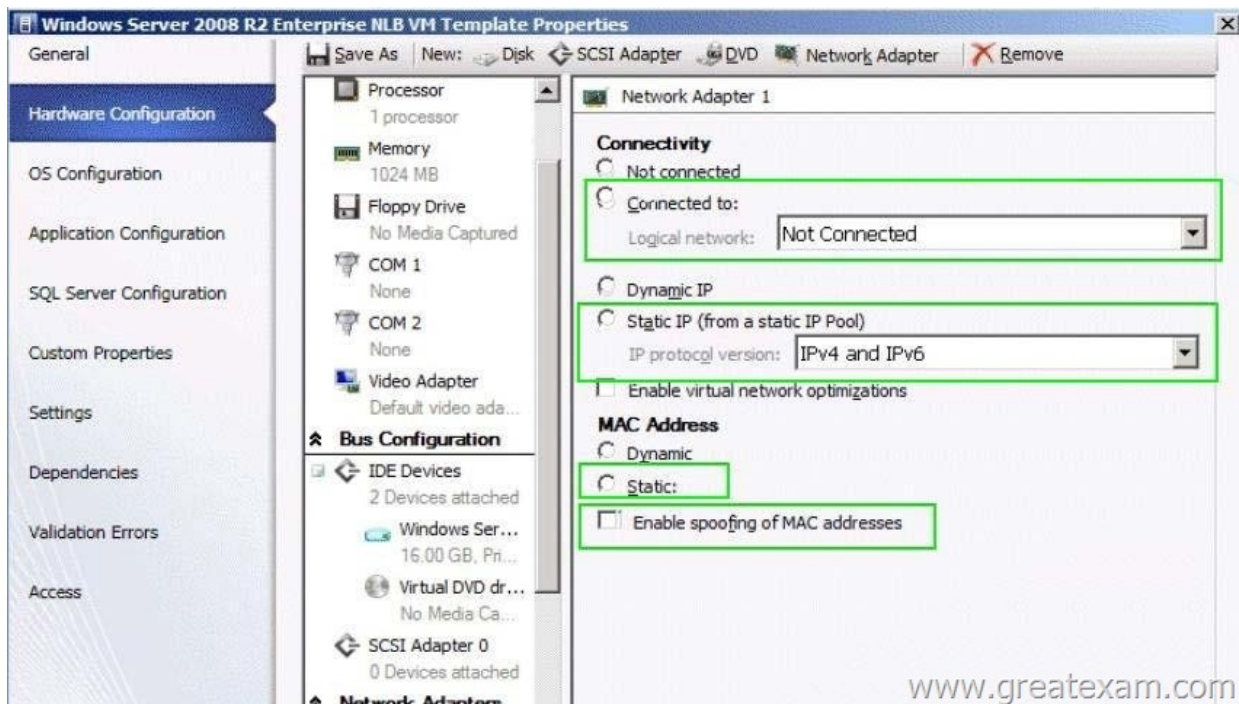 Windows Server 2008 R2 Enterprise NLB VM Template Properties
General
Hardware Configuration
OS Configuration
Application Configuration
SQL Server Configuration
Custom Properties
Settings
Dependencies
Validation Errors
Access
Save As New: Disk SCSI Adapter DVD Network Adapter Remove
Processor
1 processor
Memory
1024 MB
Floppy Drive
No Media Captured
COM 1
None
COM 2
None
Video Adapter
Default video ada...
Bus Configuration
IDE Devices
2 Devices attached
Windows Ser...
16.00 GB, Pri...
Virtual DVD dr...
No Media Ca...
SCSI Adapter 0
0 Devices attached
Network Adapters
Network Adapter 1
Connectivity
Not connected
Connected to:
Logical network: Not Connected
Dynamic IP
Static IP (from a static IP Pool)
IP protocol version: IPv4 and IPv6
Enable virtual network optimizations
MAC Address
Dynamic
Static:
Enable spoofing of MAC addresses
www.greatexam.com